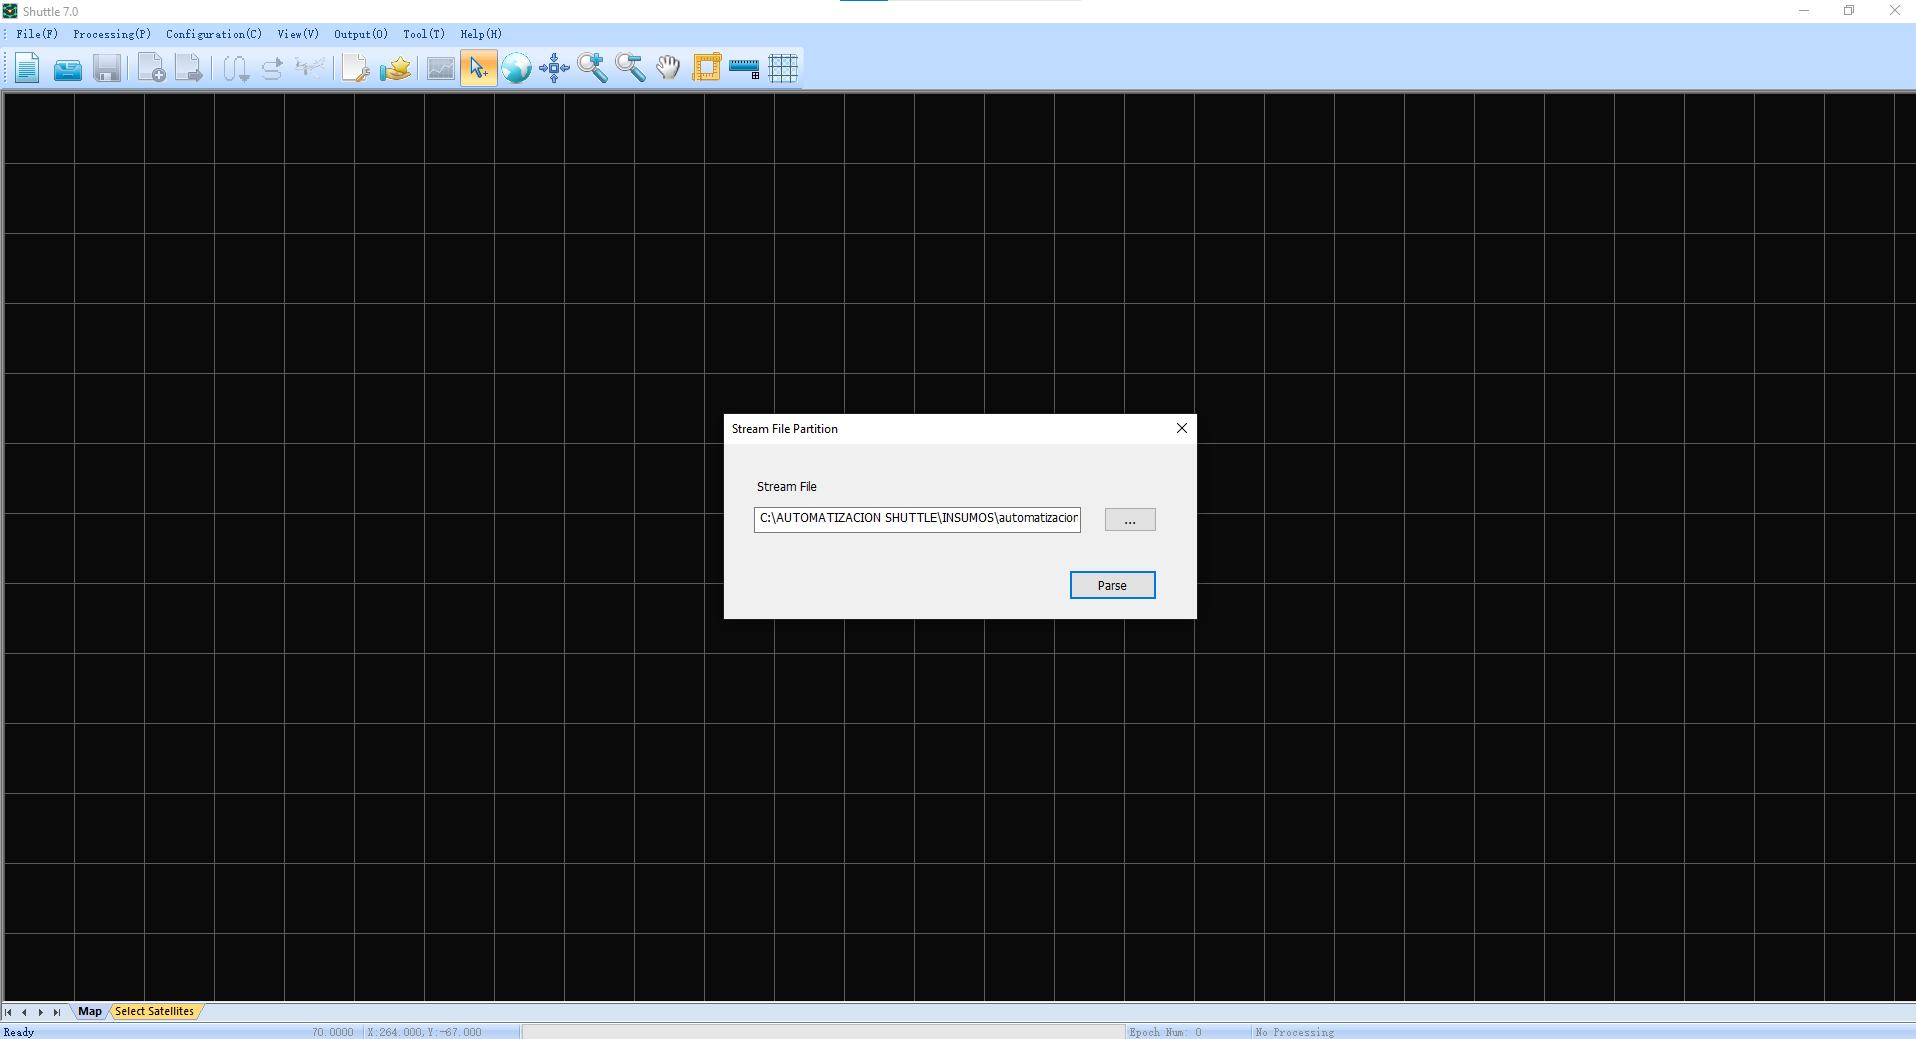 Shuttle 7.0
File(F) Processing(P) Configuration(C) View(V) Output(O) Tool(T) Help(H)
Stream File Partition
Stream File
C:\AUTOMATIZACION SHUTTLE\INSUMOS\automatizacion
...
Parse
Map Select Satellites
Ready 70.0000 X:264.000,Y:-67.000 Epoch Num: 0 No Processing